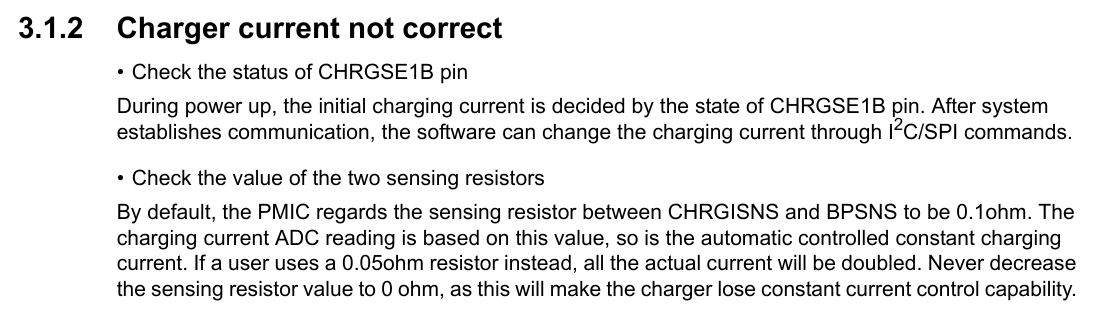 3.1.2 Charger current not correct
• Check the status of CHRGSE1B pin
During power up, the initial charging current is decided by the state of CHRGSE1B pin. After system
establishes communication, the software can change the charging current through I²C/SPI commands.
• Check the value of the two sensing resistors
By default, the PMIC regards the sensing resistor between CHRGISNS and BPSNS to be 0.1ohm. The
charging current ADC reading is based on this value, so is the automatic controlled constant charging
current. If a user uses a 0.05ohm resistor instead, all the actual current will be doubled. Never decrease
the sensing resistor value to 0 ohm, as this will make the charger lose constant current control capability.